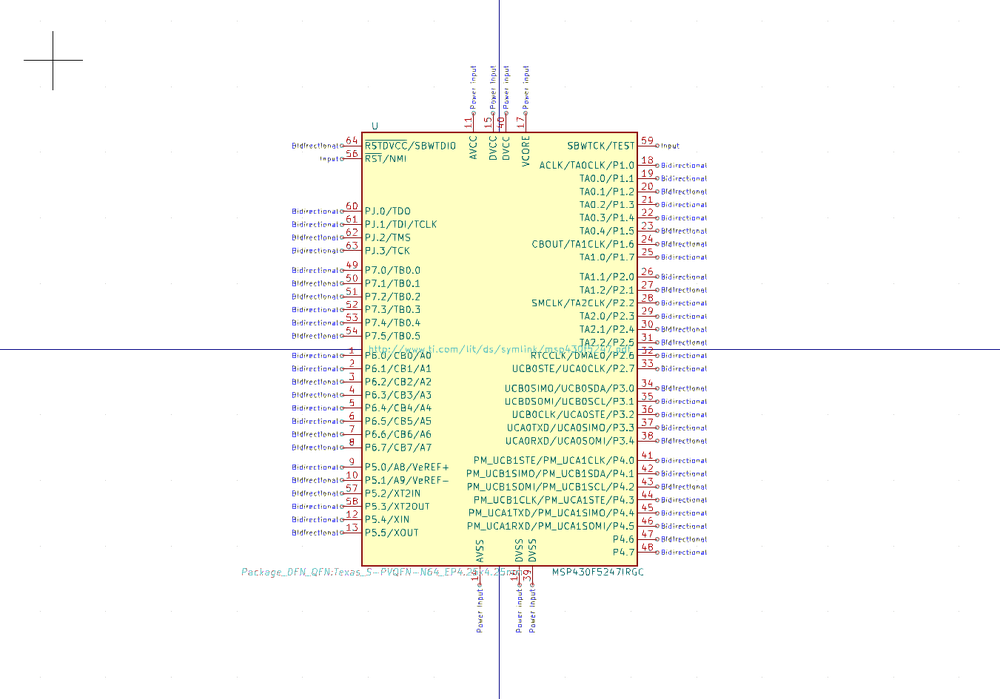 Power Input
Power Input
Power Input
Power Input
11
15
40
17
U
AVCC
DVCC
DVCC
VCORE
Bidirectional 64 RSTDVCC/SBWTDIO
Input 56 RST/NMI
Bidirectional 60 PJ.0/TDO
Bidirectional 61 PJ.1/TDI/TCLK
Bidirectional 62 PJ.2/TMS
Bidirectional 63 PJ.3/TCK
Bidirectional 49 P7.0/TB0.0
Bidirectional 50 P7.1/TB0.1
Bidirectional 51 P7.2/TB0.2
Bidirectional 52 P7.3/TB0.3
Bidirectional 53 P7.4/TB0.4
Bidirectional 54 P7.5/TB0.5
Bidirectional 1 P6.0/CB0/A0
Bidirectional 2 P6.1/CB1/A1
Bidirectional 3 P6.2/CB2/A2
Bidirectional 4 P6.3/CB3/A3
Bidirectional 5 P6.4/CB4/A4
Bidirectional 6 P6.5/CB5/A5
Bidirectional 7 P6.6/CB6/A6
Bidirectional 8 P6.7/CB7/A7
Bidirectional 9 P5.0/A8/VeREF+
Bidirectional 10 P5.1/A9/VeREF-
Bidirectional 57 P5.2/XT2IN
Bidirectional 58 P5.3/XT2OUT
Bidirectional 12 P5.4/XIN
Bidirectional 13 P5.5/XOUT
SBWTCK/TEST 59 Input
ACLK/TA0CLK/P1.0 18 Bidirectional
TA0.0/P1.1 19 Bidirectional
TA0.1/P1.2 20 Bidirectional
TA0.2/P1.3 21 Bidirectional
TA0.3/P1.4 22 Bidirectional
TA0.4/P1.5 23 Bidirectional
CBOUT/TA1CLK/P1.6 24 Bidirectional
TA1.0/P1.7 25 Bidirectional
TA1.1/P2.0 26 Bidirectional
TA1.2/P2.1 27 Bidirectional
SMCLK/TA2CLK/P2.2 28 Bidirectional
TA2.0/P2.3 29 Bidirectional
TA2.1/P2.4 30 Bidirectional
TA2.2/P2.5 31 Bidirectional
http://www.ti.com/lit/ds/symlink/msp430f5247.pdf
RTCCLK/DMAE0/P2.6 32 Bidirectional
UCB0STE/UCA0CLK/P2.7 33 Bidirectional
UCB0SIMO/UCB0SDA/P3.0 34 Bidirectional
UCB0SOMI/UCB0SCL/P3.1 35 Bidirectional
UCB0CLK/UCA0STE/P3.2 36 Bidirectional
UCA0TXD/UCA0SIMO/P3.3 37 Bidirectional
UCA0RXD/UCA0SOMI/P3.4 38 Bidirectional
PM_UCB1STE/PM_UCA1CLK/P4.0 41 Bidirectional
PM_UCB1SIMO/PM_UCB1SDA/P4.1 42 Bidirectional
PM_UCB1SOMI/PM_UCB1SCL/P4.2 43 Bidirectional
PM_UCB1CLK/PM_UCA1STE/P4.3 44 Bidirectional
PM_UCA1TXD/PM_UCA1SIMO/P4.4 45 Bidirectional
PM_UCA1RXD/PM_UCA1SOMI/P4.5 46 Bidirectional
P4.6 47 Bidirectional
P4.7 48 Bidirectional
AVSS
DVSS
DVSS
Package_DFN_QFN:Texas_S-PVQFN-N64_EP4.25x4.25mm
MSP430F5247IRGC
39
Power Input
Power Input
Power Input